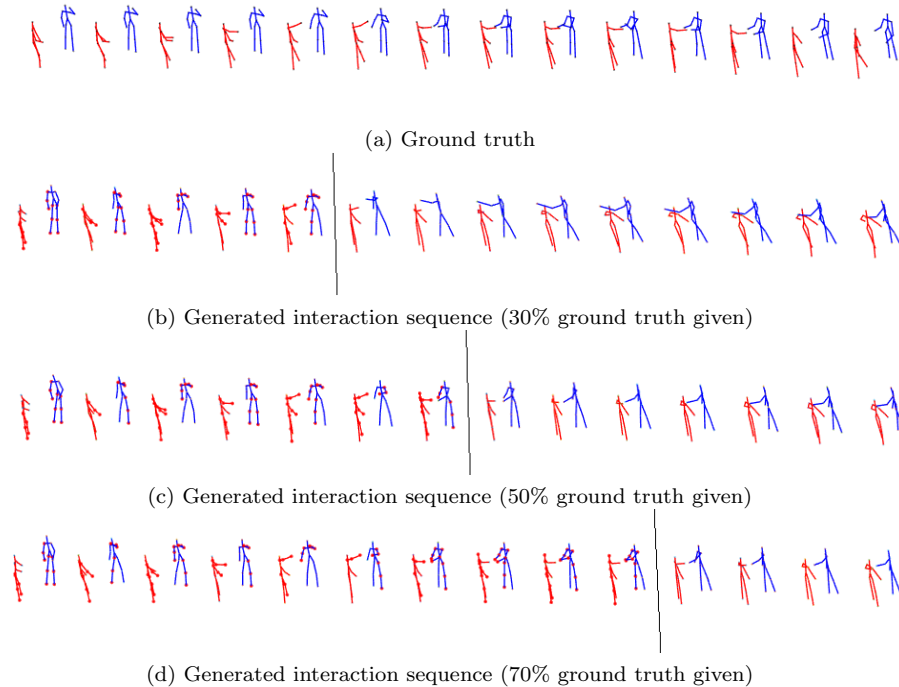 (a) Ground truth
(b) Generated interaction sequence (30% ground truth given)
(c) Generated interaction sequence (50% ground truth given)
(d) Generated interaction sequence (70% ground truth given)